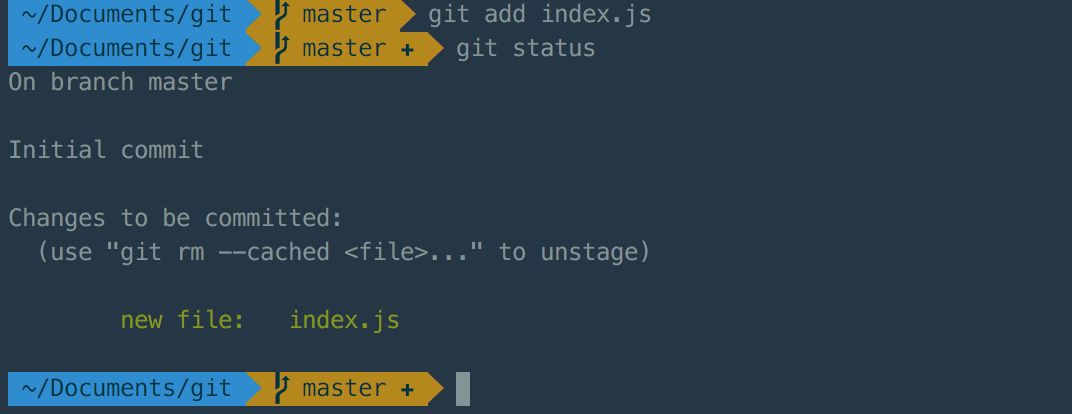 ~/Documents/git master git add index.js
~/Documents/git master + git status
On branch master
Initial commit
Changes to be committed:
(use "git rm --cached <file>..." to unstage)
new file: index.js
~/Documents/git master +